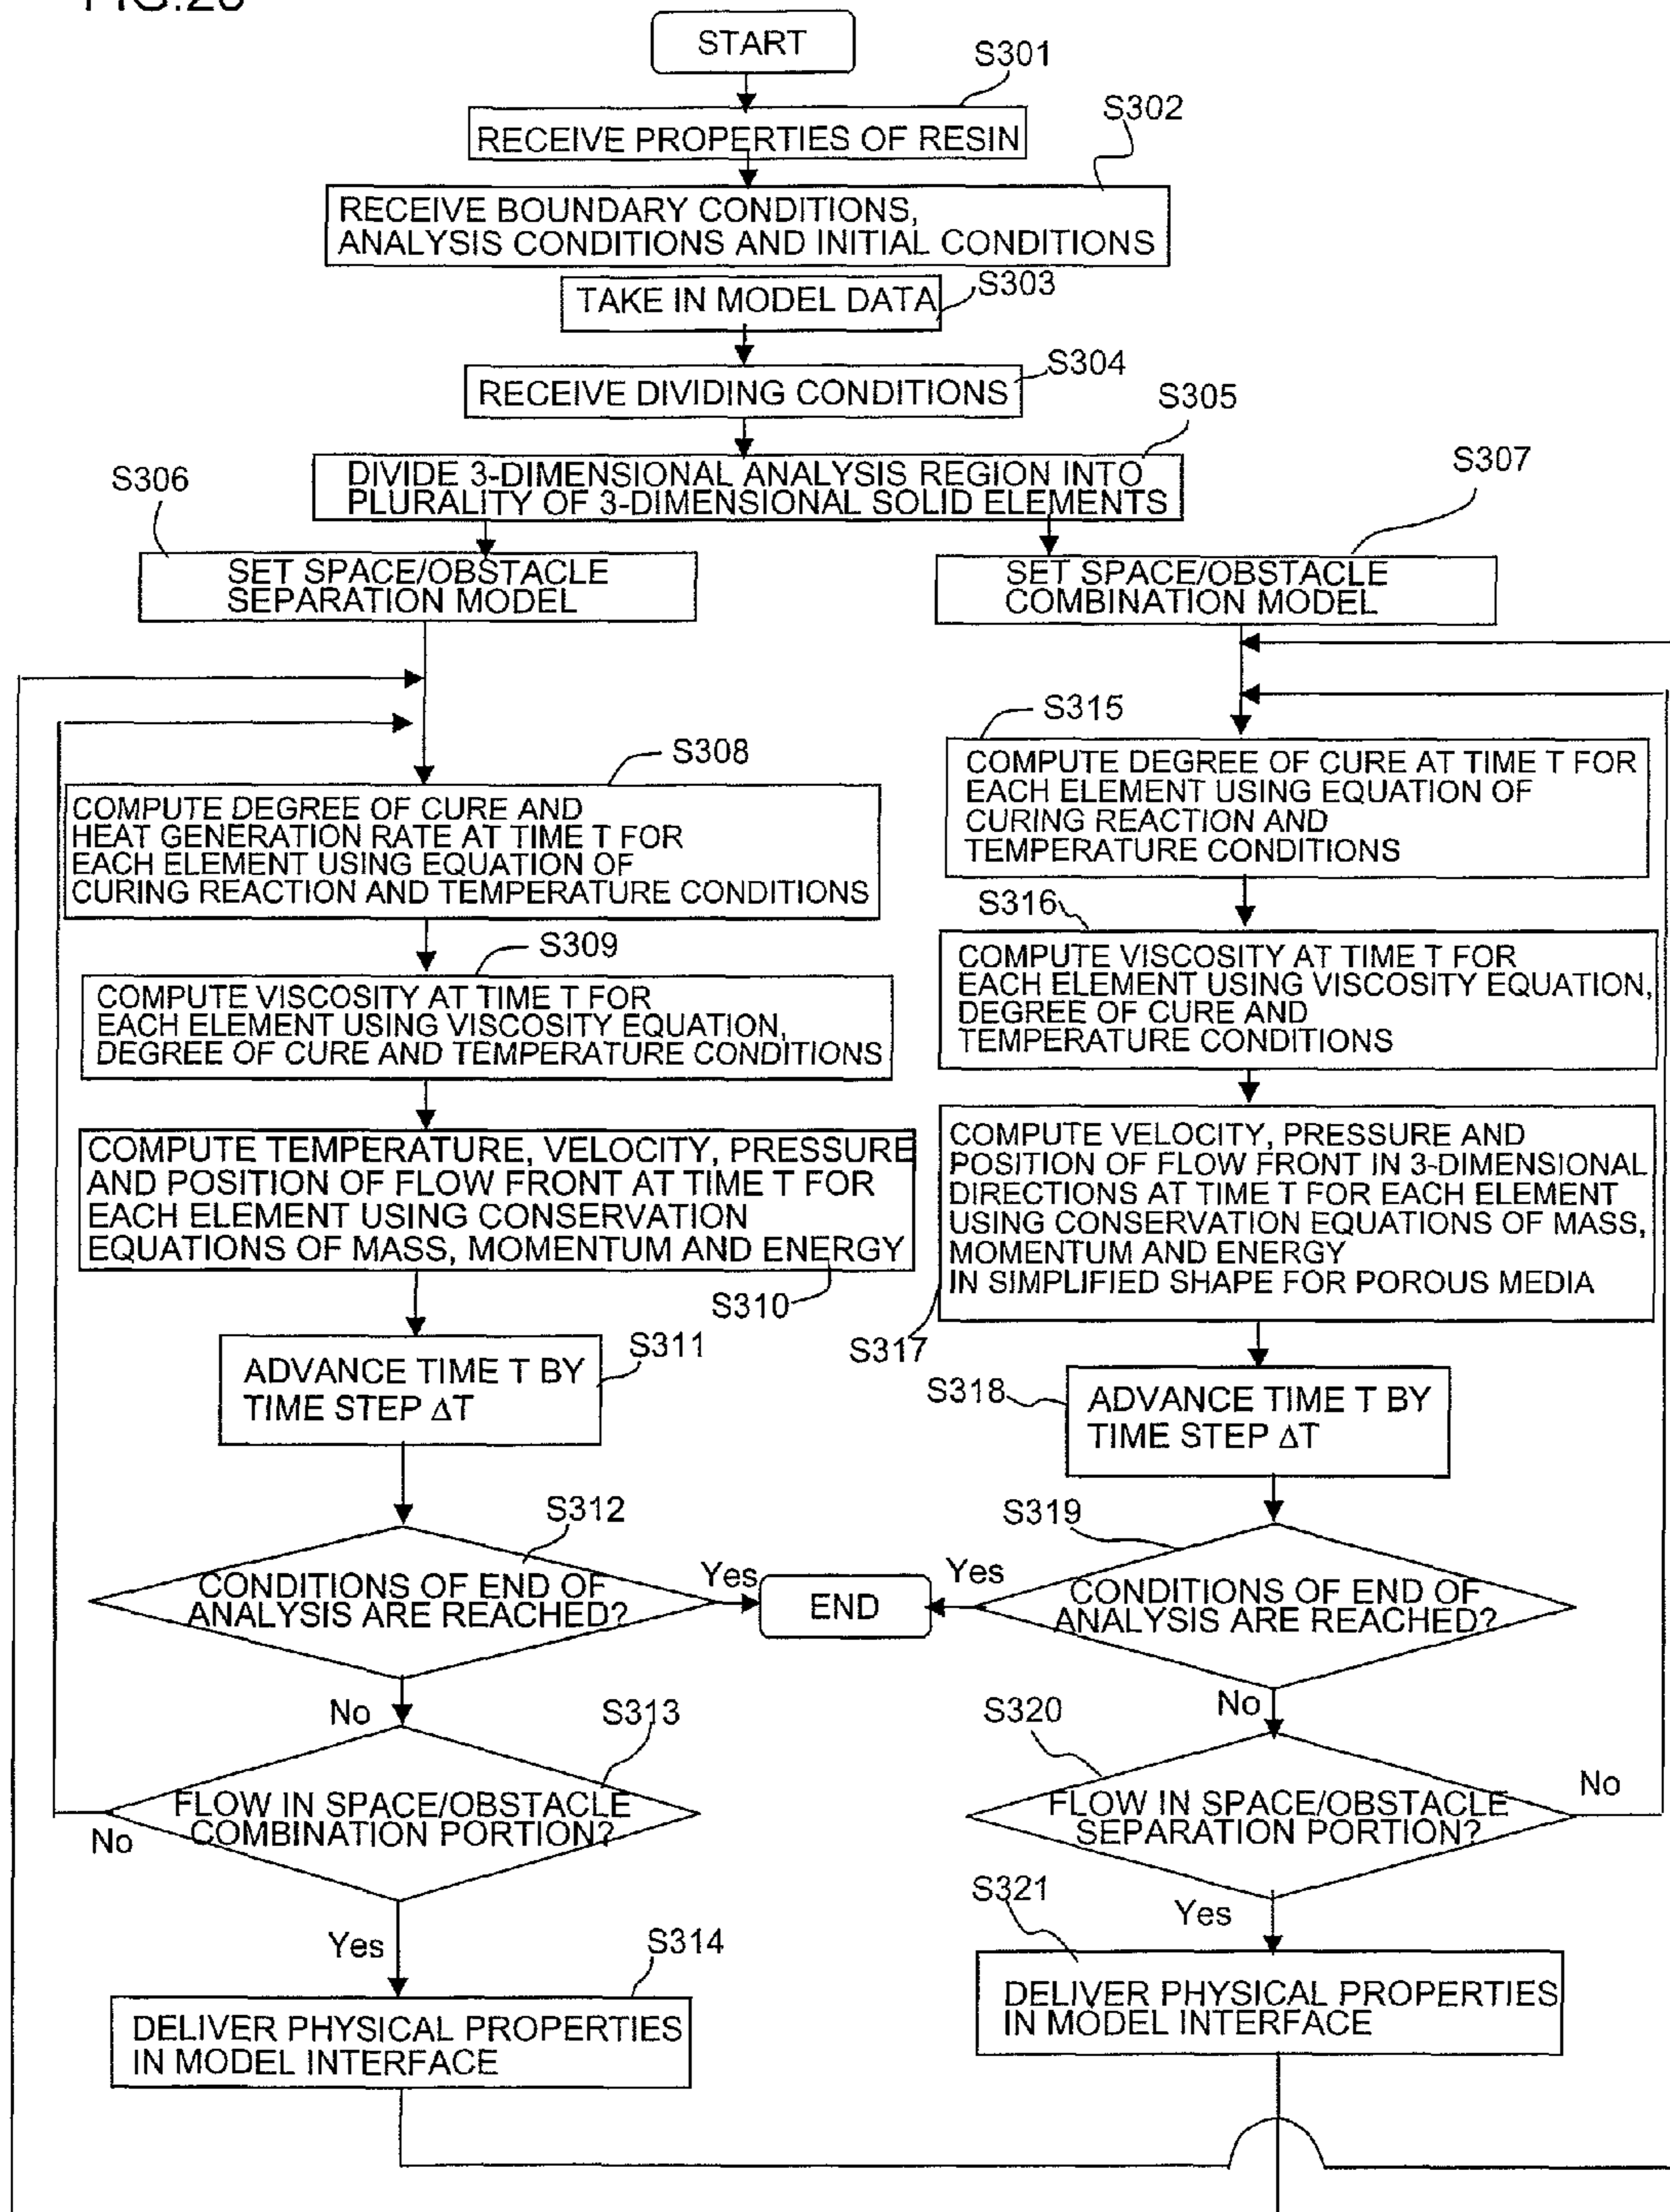 START
S301
RECEIVE PROPERTIES OF RESIN
S302
RECEIVE BOUNDARY CONDITIONS,
ANALYSIS CONDITIONS AND INITIAL CONDITIONS
S303
TAKE IN MODEL DATA
S304
RECEIVE DIVIDING CONDITIONS
S305
DIVIDE 3-DIMENSIONAL ANALYSIS REGION INTO
PLURALITY OF 3-DIMENSIONAL SOLID ELEMENTS
S306
SET SPACE/OBSTACLE
SEPARATION MODEL
S307
SET SPACE/OBSTACLE
COMBINATION MODEL
S308
COMPUTE DEGREE OF CURE AND
HEAT GENERATION RATE AT TIME T FOR
EACH ELEMENT USING EQUATION OF
CURING REACTION AND TEMPERATURE CONDITIONS
S309
COMPUTE VISCOSITY AT TIME T FOR
EACH ELEMENT USING VISCOSITY EQUATION,
DEGREE OF CURE AND TEMPERATURE CONDITIONS
COMPUTE TEMPERATURE, VELOCITY, PRESSURE
AND POSITION OF FLOW FRONT AT TIME T FOR
EACH ELEMENT USING CONSERVATION
EQUATIONS OF MASS, MOMENTUM AND ENERGY
S310
S311
ADVANCE TIME T BY
TIME STEP ΔT
S312
CONDITIONS OF END OF
ANALYSIS ARE REACHED?
Yes
END
No
S313
FLOW IN SPACE/OBSTACLE
COMBINATION PORTION?
No
Yes
S314
DELIVER PHYSICAL PROPERTIES
IN MODEL INTERFACE
S315
COMPUTE DEGREE OF CURE AT TIME T FOR
EACH ELEMENT USING EQUATION OF
CURING REACTION AND
TEMPERATURE CONDITIONS
S316
COMPUTE VISCOSITY AT TIME T FOR
EACH ELEMENT USING VISCOSITY EQUATION,
DEGREE OF CURE AND
TEMPERATURE CONDITIONS
COMPUTE VELOCITY, PRESSURE AND
POSITION OF FLOW FRONT IN 3-DIMENSIONAL
DIRECTIONS AT TIME T FOR EACH ELEMENT
USING CONSERVATION EQUATIONS OF MASS,
MOMENTUM AND ENERGY
IN SIMPLIFIED SHAPE FOR POROUS MEDIA
S317
S318
ADVANCE TIME T BY
TIME STEP ΔT
S319
Yes
CONDITIONS OF END OF
ANALYSIS ARE REACHED?
No
S320
FLOW IN SPACE/OBSTACLE
SEPARATION PORTION?
No
Yes
S321
DELIVER PHYSICAL PROPERTIES
IN MODEL INTERFACE